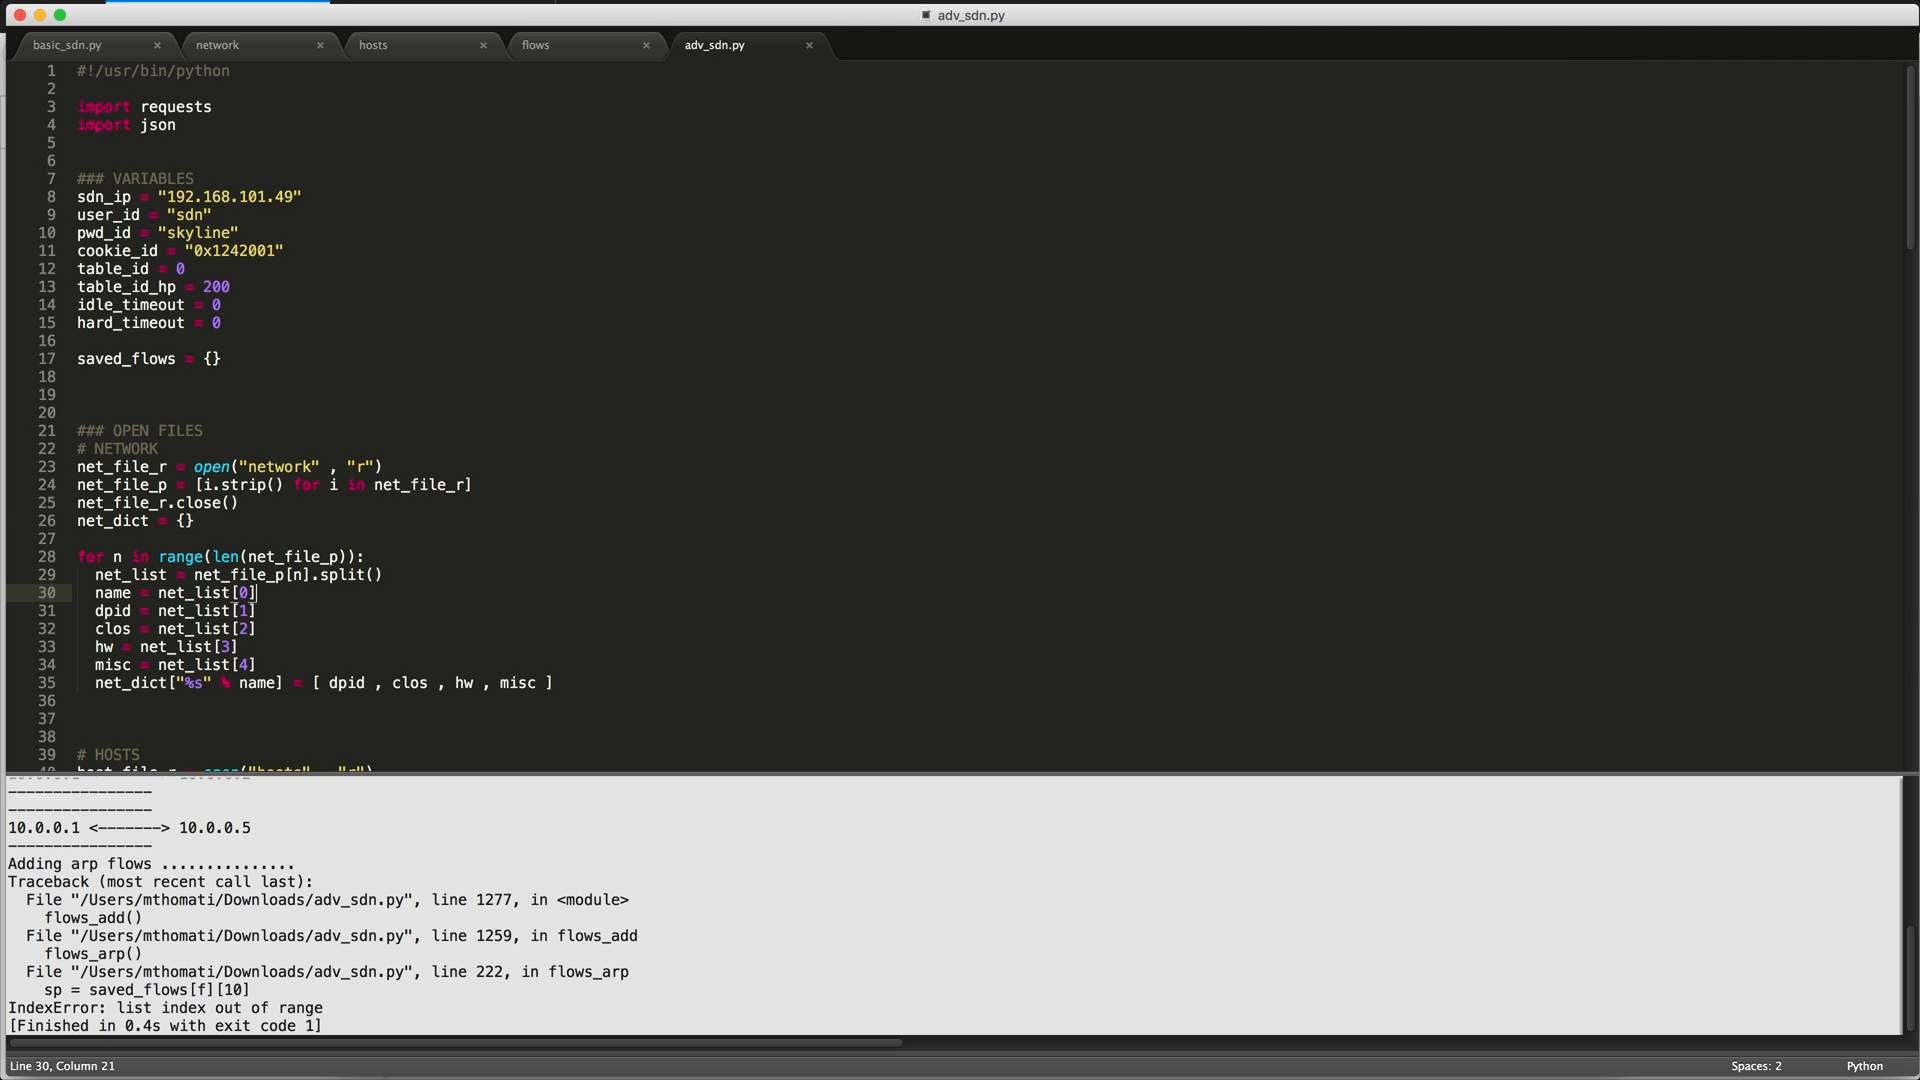 adv_sdn.py
basic_sdn.py × network × hosts × flows × adv_sdn.py ×
1 #!/usr/bin/python
2
3 import requests
4 import json
5
6
7 ### VARIABLES
8 sdn_ip = "192.168.101.49"
9 user_id = "sdn"
10 pwd_id = "skyline"
11 cookie_id = "0x1242001"
12 table_id = 0
13 table_id_hp = 200
14 idle_timeout = 0
15 hard_timeout = 0
16
17 saved_flows = {}
18
19
20
21 ### OPEN FILES
22 # NETWORK
23 net_file_r = open("network" , "r")
24 net_file_p = [i.strip() for i in net_file_r]
25 net_file_r.close()
26 net_dict = {}
27
28 for n in range(len(net_file_p)):
29   net_list = net_file_p[n].split()
30   name = net_list[0]
31   dpid = net_list[1]
32   clos = net_list[2]
33   hw = net_list[3]
34   misc = net_list[4]
35   net_dict["%s" % name] = [ dpid , clos , hw , misc ]
36
37
38
39 # HOSTS
40 host_file_r = open("hosts" , "r")
----------------
----------------
10.0.0.1 <-------> 10.0.0.5
----------------
Adding arp flows ...............
Traceback (most recent call last):
  File "/Users/mthomati/Downloads/adv_sdn.py", line 1277, in <module>
    flows_add()
  File "/Users/mthomati/Downloads/adv_sdn.py", line 1259, in flows_add
    flows_arp()
  File "/Users/mthomati/Downloads/adv_sdn.py", line 222, in flows_arp
    sp = saved_flows[f][10]
IndexError: list index out of range
[Finished in 0.4s with exit code 1]
Line 30, Column 21 Spaces: 2 Python